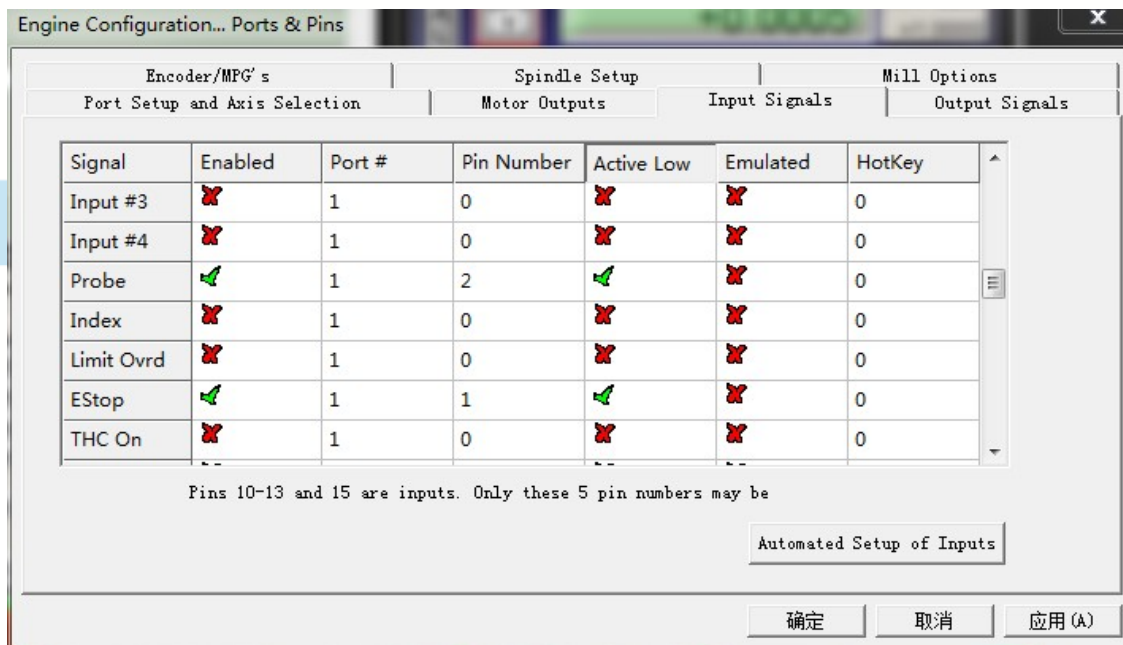 Engine Configuration... Ports & Pins
Encoder/MPG's Spindle Setup Mill Options
Port Setup and Axis Selection Motor Outputs Input Signals Output Signals
Signal Enabled Port # Pin Number Active Low Emulated HotKey
Input #3 1 0 0
Input #4 1 0 0
Probe 1 2 0
Index 1 0 0
Limit Ovrd 1 0 0
EStop 1 1 0
THC On 1 0 0
Pins 10-13 and 15 are inputs. Only these 5 pin numbers may be
Automated Setup of Inputs
确定 取消 应用(A)